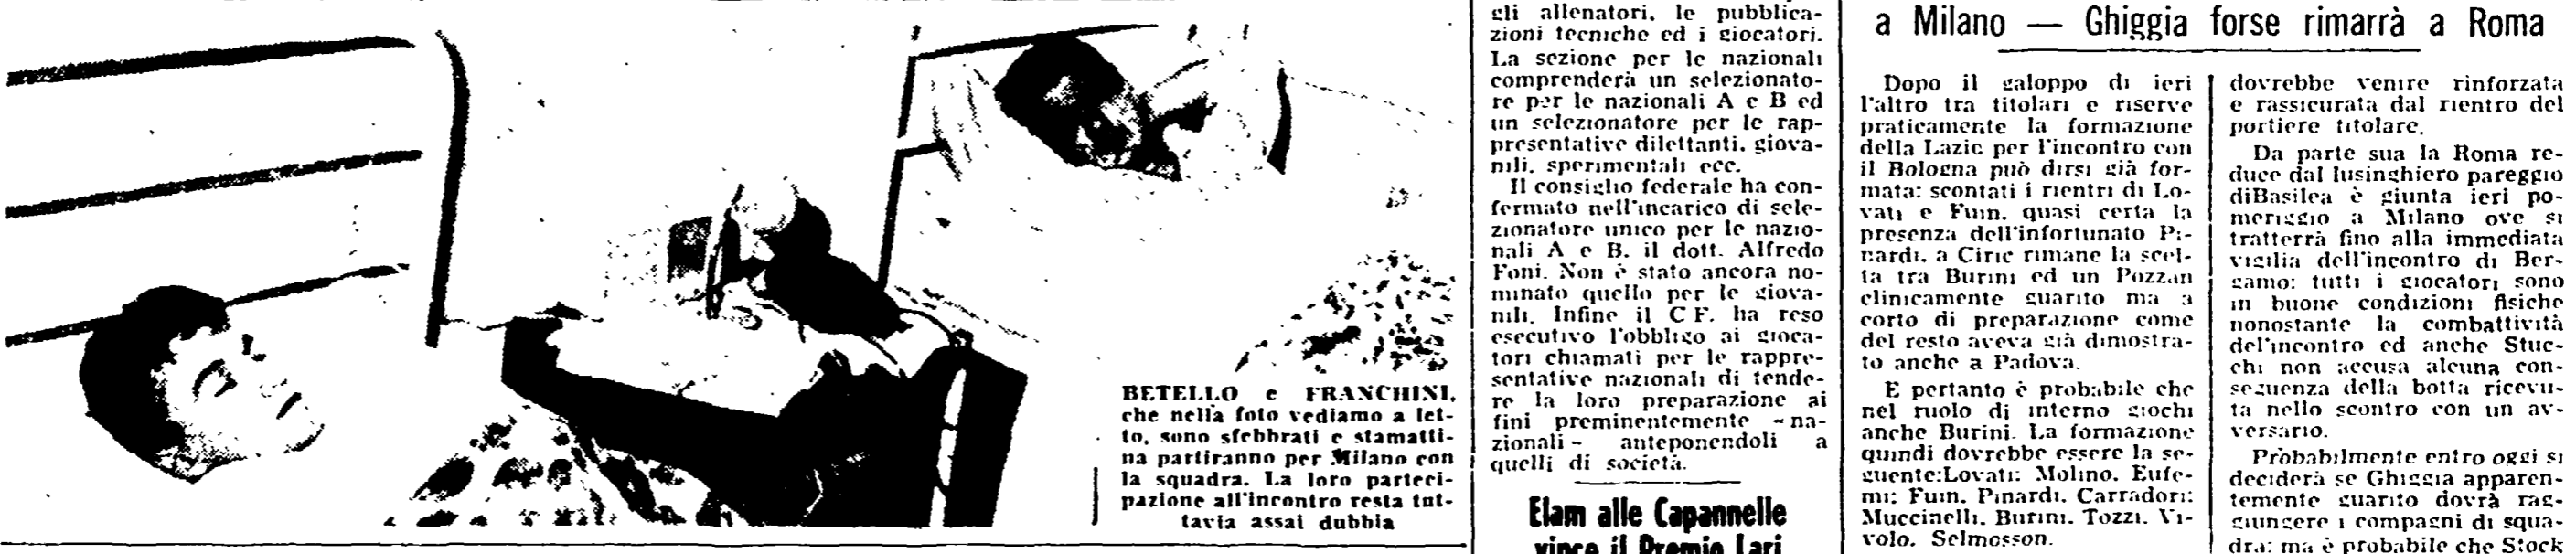 BETELLO e FRANCHINI,
che nella foto vediamo a let-
to, sono sfebbrati e stamatti-
na partiranno per Milano con
la squadra. La loro parteci-
pazione all'incontro resta tut-
tavia assai dubbia
gli allenatori, le pubblica-
zioni tecniche ed i giocatori.
La sezione per le nazionali
comprenderà un selezionato-
re per le nazionali A e B ed
un selezionatore per le rap-
presentative dilettanti, giova-
nili, sperimentali ecc.
Il consiglio federale ha con-
fermato nell'incarico di sele-
zionatore unico per le nazio-
nali A e B, il dott. Alfredo
Foni. Non è stato ancora no-
minato quello per le giova-
nili. Infine il C F. ha reso
esecutivo l'obbligo ai gioca-
tori chiamati per le rappre-
sentative nazionali di tende-
re la loro preparazione ai
fini preminentemente - na-
zionali - anteponendoli a
quelli di società.
Elam alle Capannelle
vince il Premio Lari
a Milano — Ghiggia forse rimarrà a Roma
Dopo il galoppo di ieri
l'altro tra titolari e riserve
praticamente la formazione
della Lazio per l'incontro con
il Bologna può dirsi già for-
mata: scontati i rientri di Lo-
vati e Fuin, quasi certa la
presenza dell'infortunato Pi-
nardi, a Ciric rimane la scel-
ta tra Burini ed un Pozzan
clinicamente guarito ma a
corto di preparazione come
del resto aveva già dimostra-
to anche a Padova.
E pertanto è probabile che
nel ruolo di interno giochi
anche Burini. La formazione
quindi dovrebbe essere la se-
guente:Lovati: Molino, Eufe-
mi; Fuin, Pinardi, Carradori;
Muccinelli, Burini, Tozzi, Vi-
volo, Selmosson.
dovrebbe venire rinforzata
e rassicurata dal rientro del
portiere titolare.
Da parte sua la Roma re-
duce dal lusinghiero pareggio
diBasilea è giunta ieri po-
meriggio a Milano ove si
tratterrà fino alla immediata
vigilia dell'incontro di Ber-
gamo: tutti i giocatori sono
in buone condizioni fisiche
nonostante la combattività
del'incontro ed anche Stuc-
chi non accusa alcuna con-
seguenza della botta ricevu-
ta nello scontro con un av-
versario.
Probabilmente entro oggi si
deciderà se Ghiggia apparen-
temente guarito dovrà rag-
giungere i compagni di squa-
dra: ma è probabile che Stock